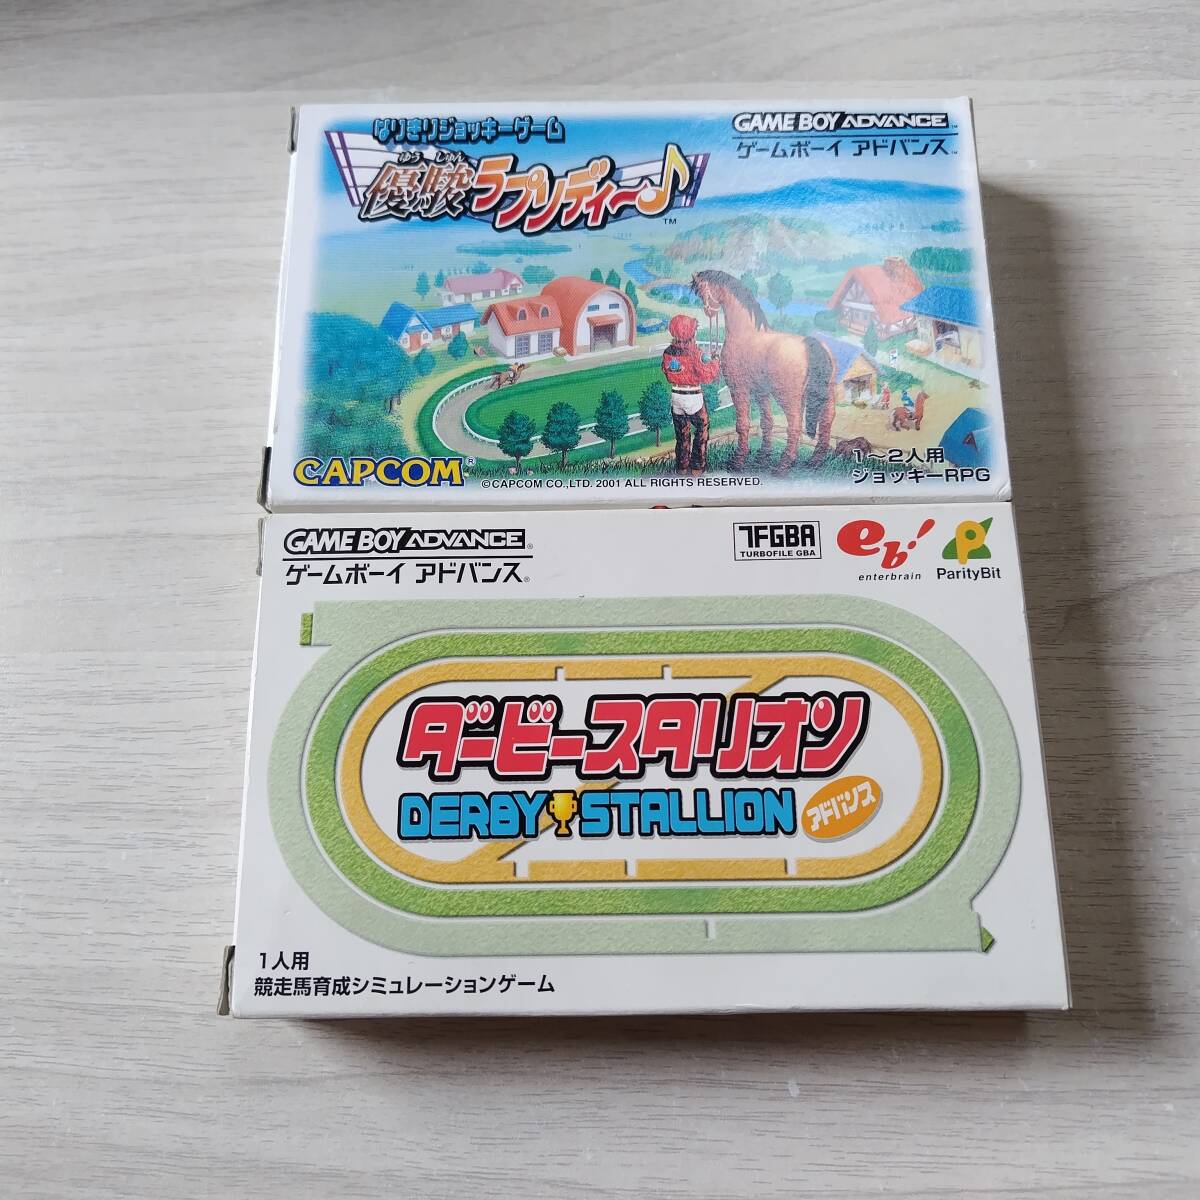 なりきりジョッキーゲーム
ゆうしゅん
優駿ラプソディー♪™
GAME BOY ADVANCE™
ゲームボーイ アドバンス™
CAPCOM®
©CAPCOM CO.,LTD. 2001 ALL RIGHTS RESERVED.
1〜2人用
ジョッキーRPG
GAME BOY ADVANCE®
ゲームボーイ アドバンス®
TFGBA
TURBOFILE GBA
eb!
enterbrain
P
ParityBit
ダービースタリオン
DERBY STALLION
アドバンス
1人用
競走馬育成シミュレーションゲーム